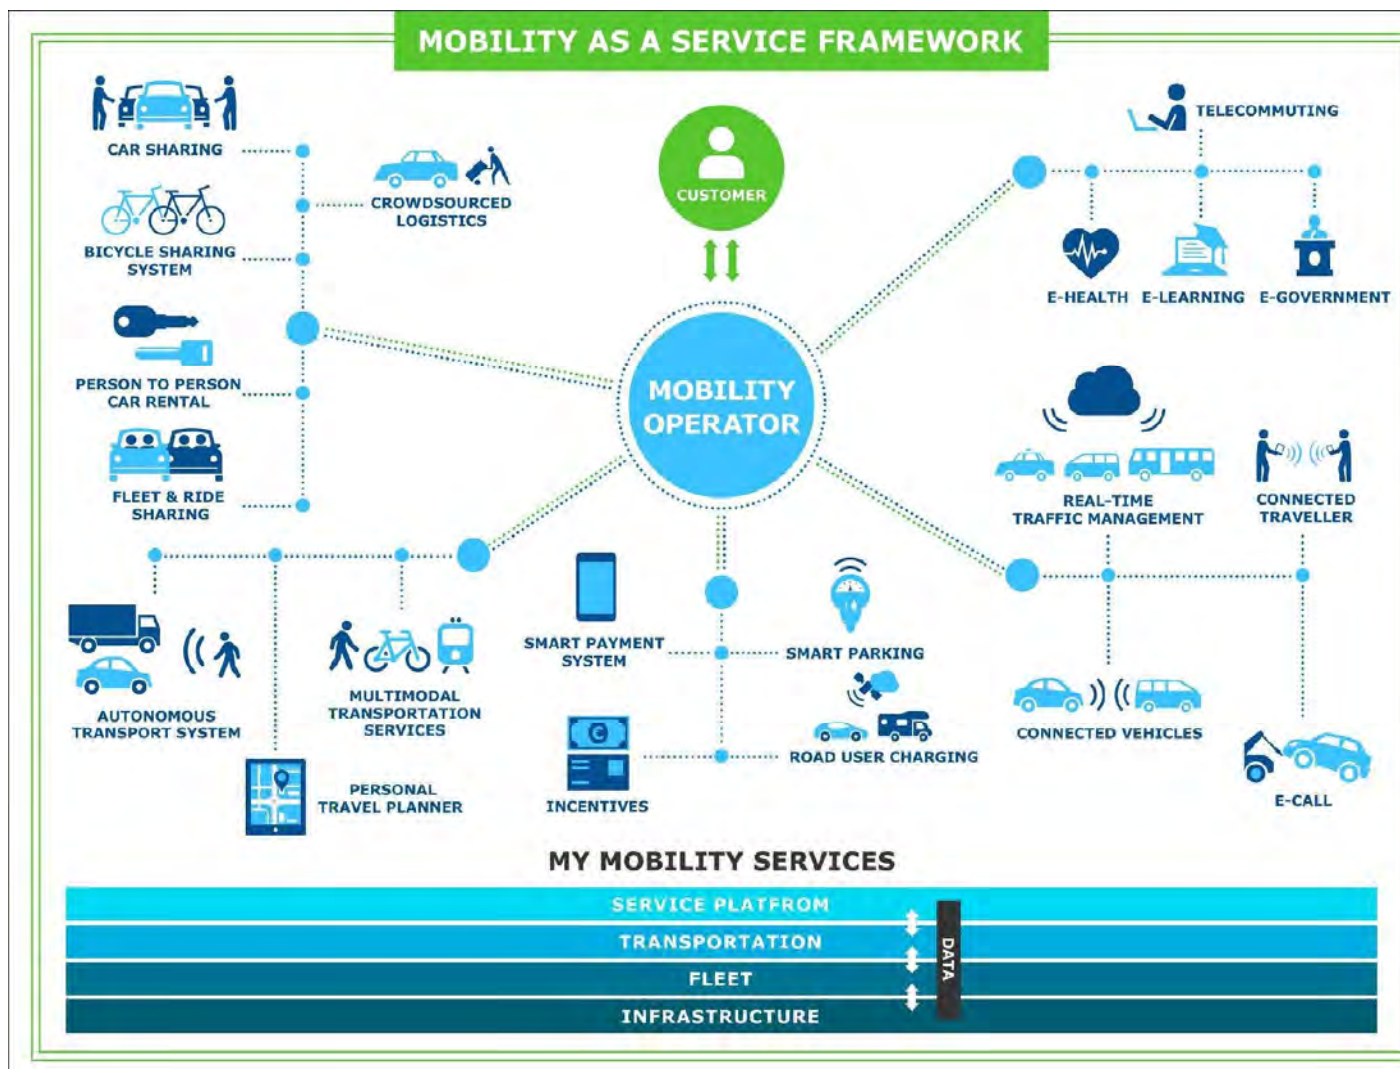 MOBILITY AS A SERVICE FRAMEWORK
CUSTOMER
MOBILITY
OPERATOR
CAR SHARING
CROWDSOURCED
LOGISTICS
BICYCLE SHARING
SYSTEM
PERSON TO PERSON
CAR RENTAL
FLEET & RIDE
SHARING
TELECOMMUTING
E-HEALTH
E-LEARNING
E-GOVERNMENT
REAL-TIME
TRAFFIC MANAGEMENT
CONNECTED
TRAVELLER
CONNECTED VEHICLES
E-CALL
AUTONOMOUS
TRANSPORT SYSTEM
MULTIMODAL
TRANSPORTATION
SERVICES
PERSONAL
TRAVEL PLANNER
SMART PAYMENT
SYSTEM
SMART PARKING
INCENTIVES
ROAD USER CHARGING
MY MOBILITY SERVICES
SERVICE PLATFROM
TRANSPORTATION
FLEET
INFRASTRUCTURE
DATA